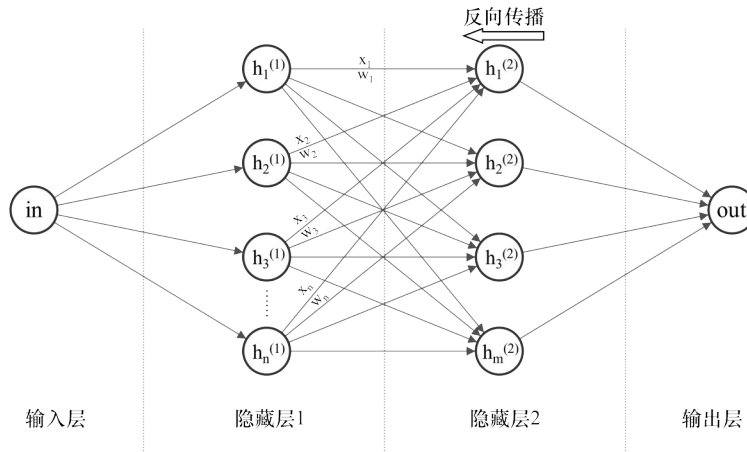 反向传播
h₁⁽¹⁾
x₁
w₁
h₁⁽²⁾
x₂
w₂
h₂⁽¹⁾
h₂⁽²⁾
in
out
x₃
w₃
h₃⁽¹⁾
h₃⁽²⁾
xₙ
wₙ
hₙ⁽¹⁾
hₘ⁽²⁾
输入层
隐藏层1
隐藏层2
输出层